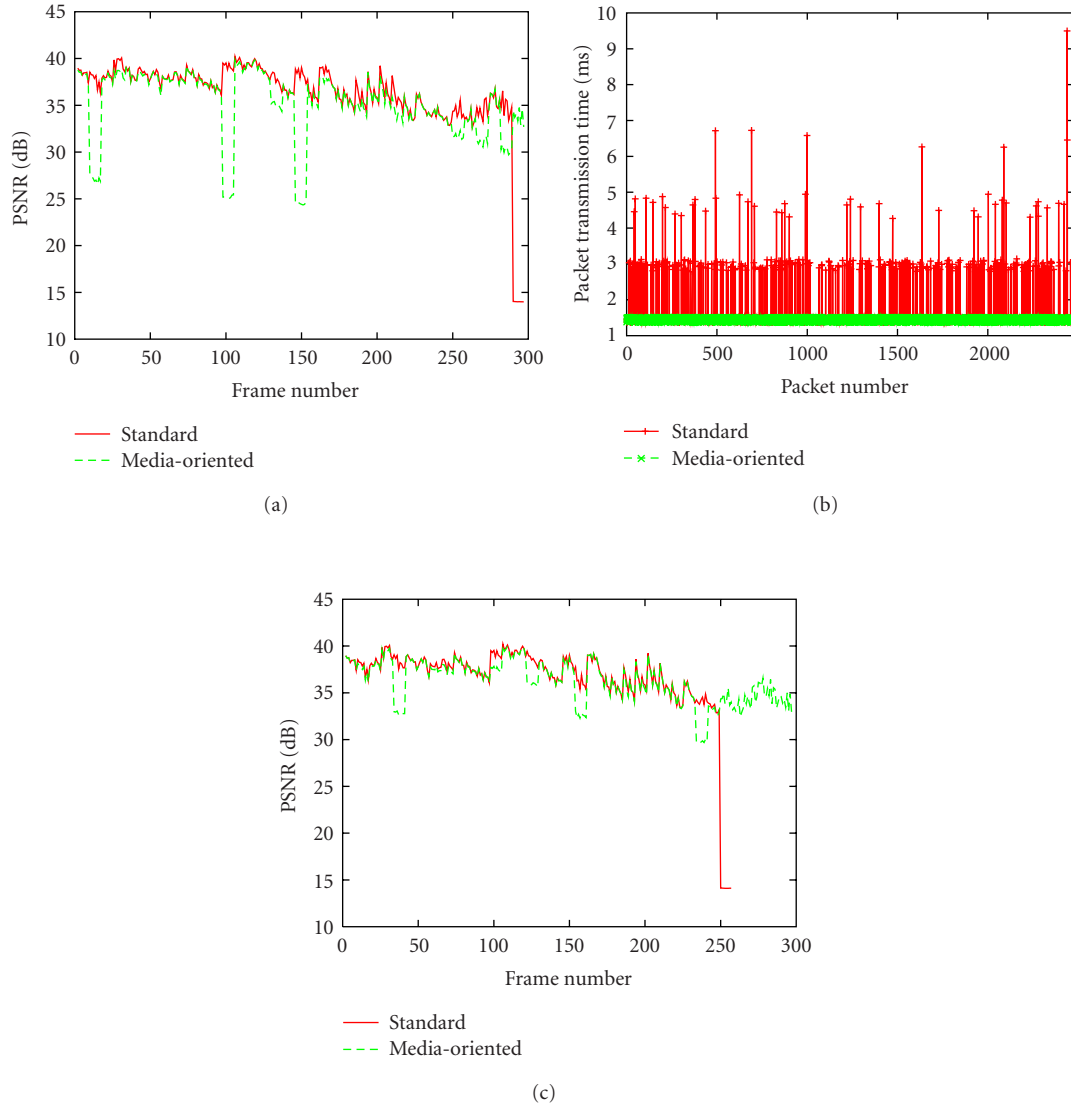 45
40
35
30
25
20
15
10
PSNR (dB)
0 50 100 150 200 250 300
Frame number
Standard
Media-oriented
(a)
10
9
8
7
6
5
4
3
2
1
Packet transmission time (ms)
0 500 1000 1500 2000
Packet number
Standard
Media-oriented
(b)
45
40
35
30
25
20
15
10
PSNR (dB)
0 50 100 150 200 250 300
Frame number
Standard
Media-oriented
(c)